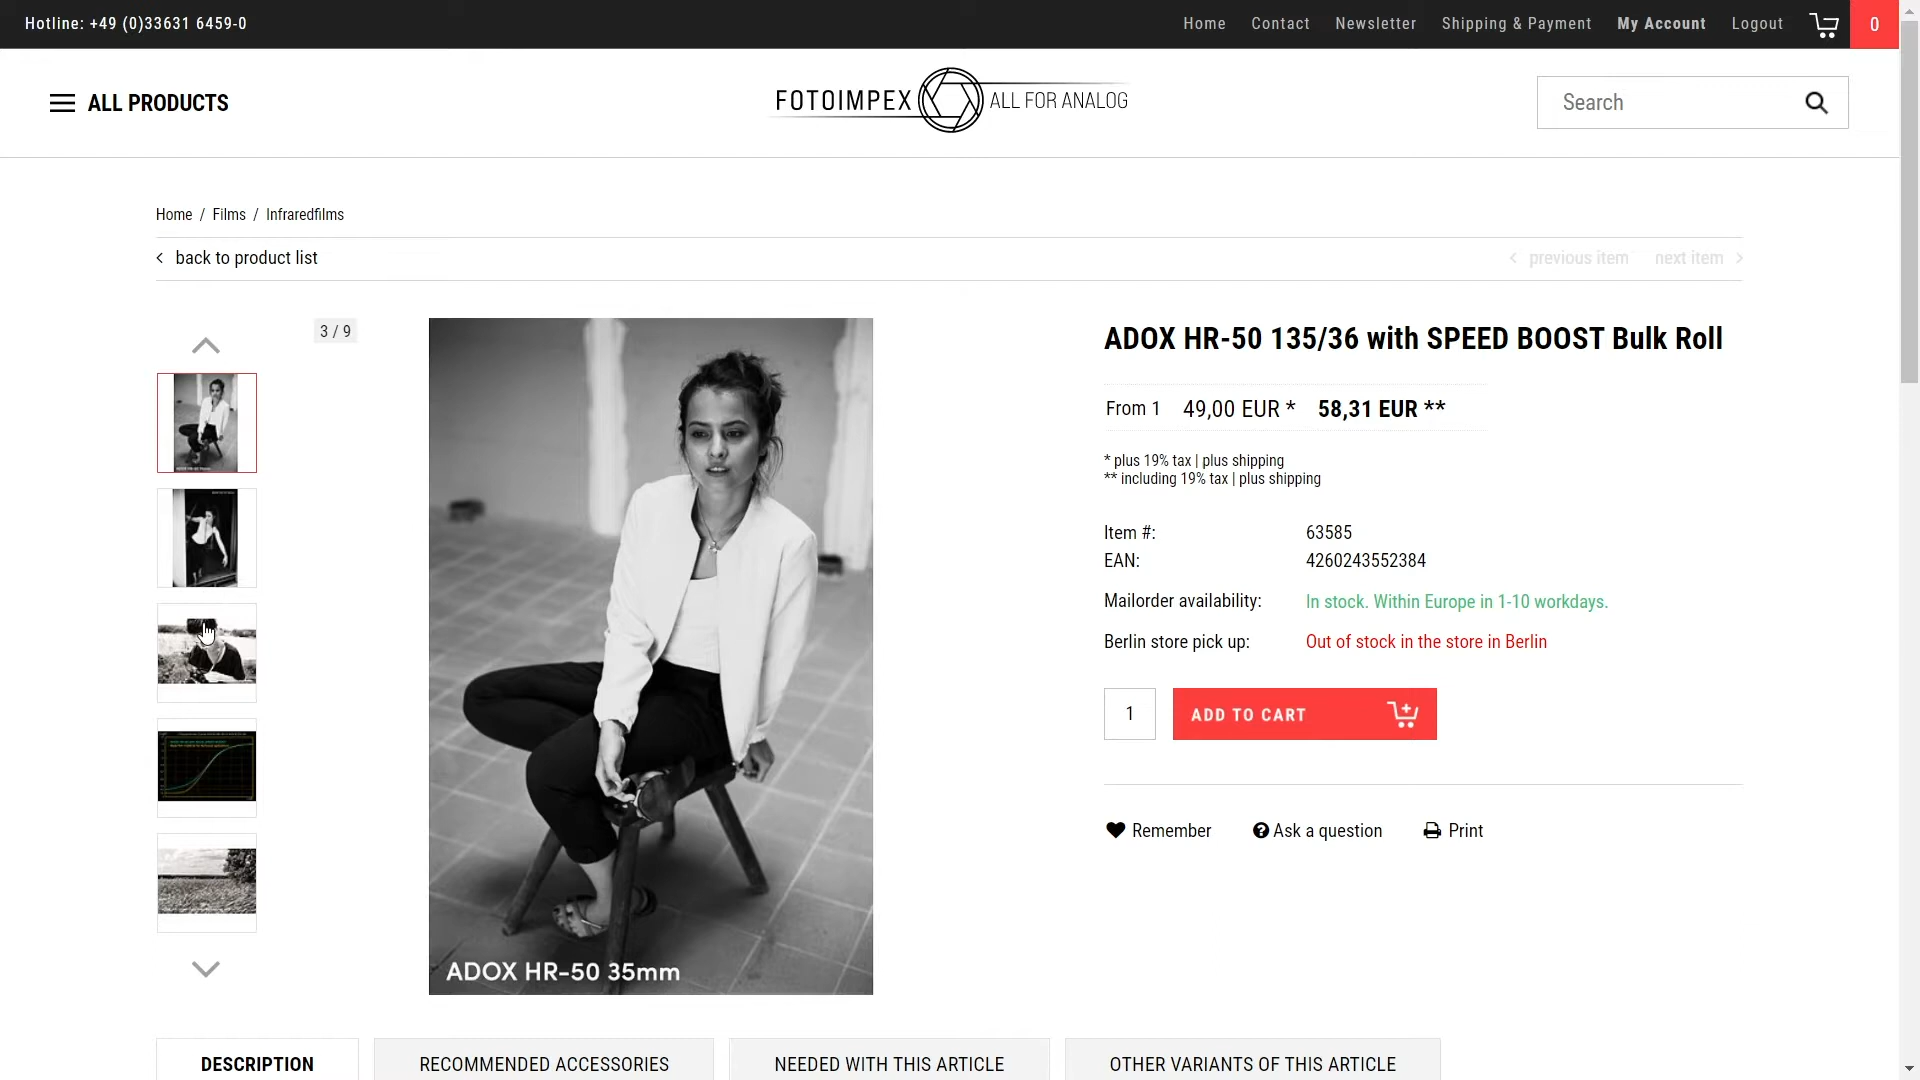 Hotline: +49 (0)33631 6459-0
Home Contact Newsletter Shipping & Payment My Account Logout 0
ALL PRODUCTS
FOTOIMPEX ALL FOR ANALOG
Search
Home / Films / Infraredfilms
back to product list
previous item next item
3 / 9
ADOX HR-50 135/36 with SPEED BOOST Bulk Roll
From 1 49,00 EUR * 58,31 EUR **
* plus 19% tax | plus shipping
** including 19% tax | plus shipping
Item #: 63585
EAN: 4260243552384
Mailorder availability: In stock. Within Europe in 1-10 workdays.
Berlin store pick up: Out of stock in the store in Berlin
1 ADD TO CART
Remember Ask a question Print
ADOX HR-50 35mm
DESCRIPTION RECOMMENDED ACCESSORIES NEEDED WITH THIS ARTICLE OTHER VARIANTS OF THIS ARTICLE